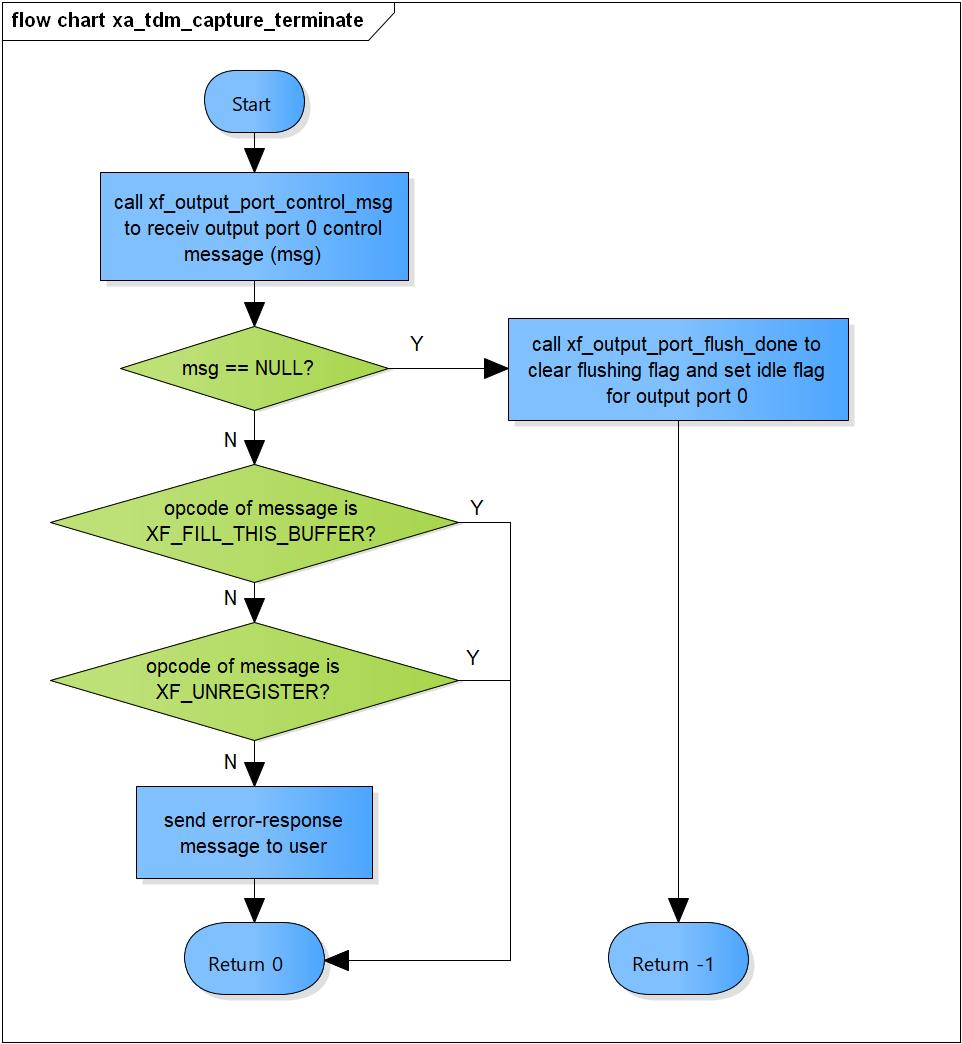 flow chart xa_tdm_capture_terminate
Start
call xf_output_port_control_msg
to receiv output port 0 control
message (msg)
msg == NULL?
Y
call xf_output_port_flush_done to
clear flushing flag and set idle flag
for output port 0
N
opcode of message is
XF_FILL_THIS_BUFFER?
Y
N
opcode of message is
XF_UNREGISTER?
Y
N
send error-response
message to user
Return 0
Return -1